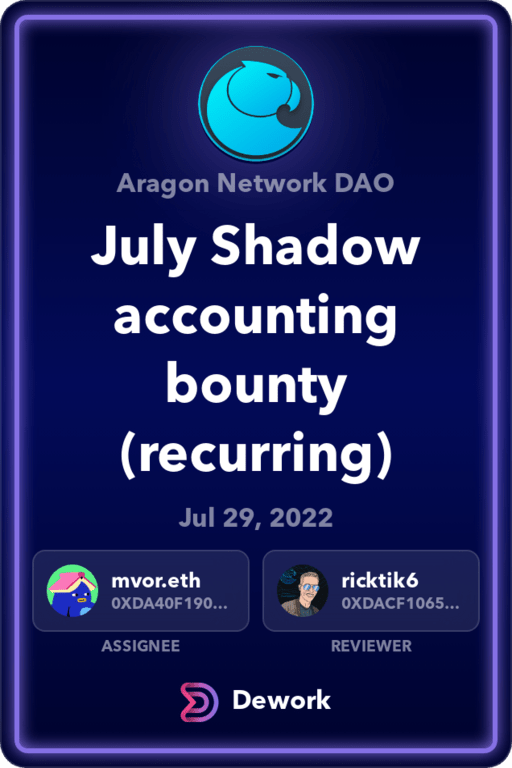 Aragon Network DAO
July Shadow
accounting
bounty
(recurring)
Jul 29, 2022
mvor.eth
0XDA40F190...
ASSIGNEE
ricktik6
0XDACF1065...
REVIEWER
Dework